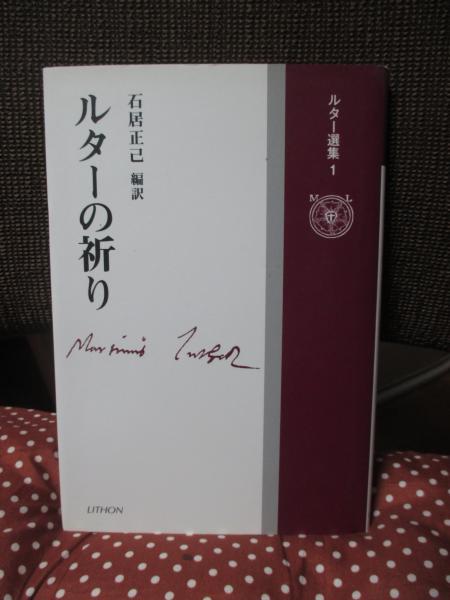 ルター選集 1
M L
石居正己 編訳
ルターの祈り
Martinus Luther
LITHON